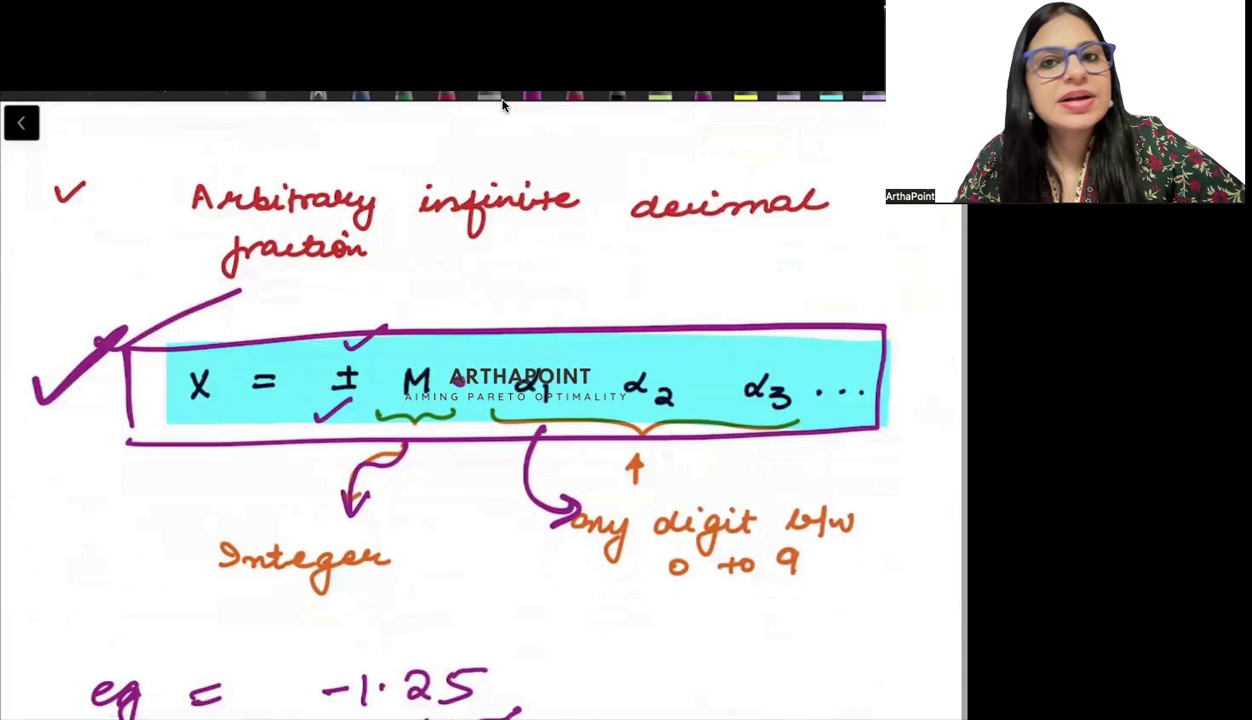 ArthaPoint
✓ Arbitrary infinite decimal
fraction
X = ± M . α1 α2 α3 ...
ARTHAPOINT
AIMING PARETO OPTIMALITY
Integer
any digit b/w
0 to 9
eg = -1.25